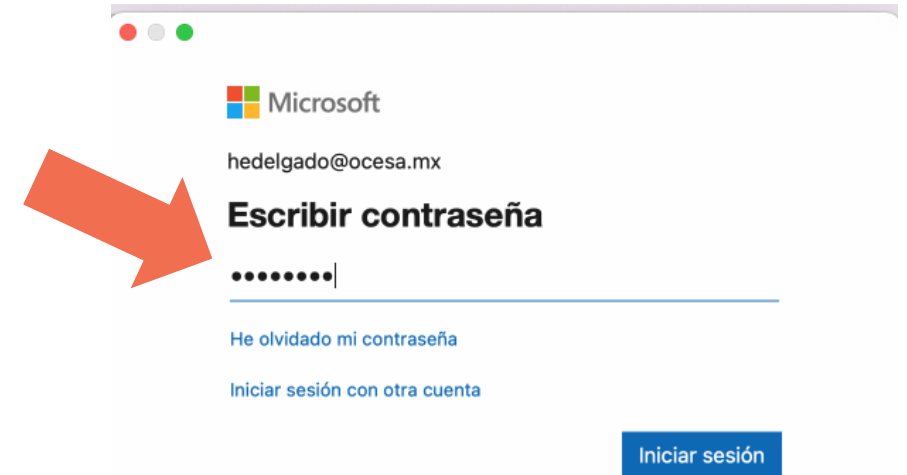 Microsoft
hedelgado@ocesa.mx
Escribir contraseña
••••••••
He olvidado mi contraseña
Iniciar sesión con otra cuenta
Iniciar sesión